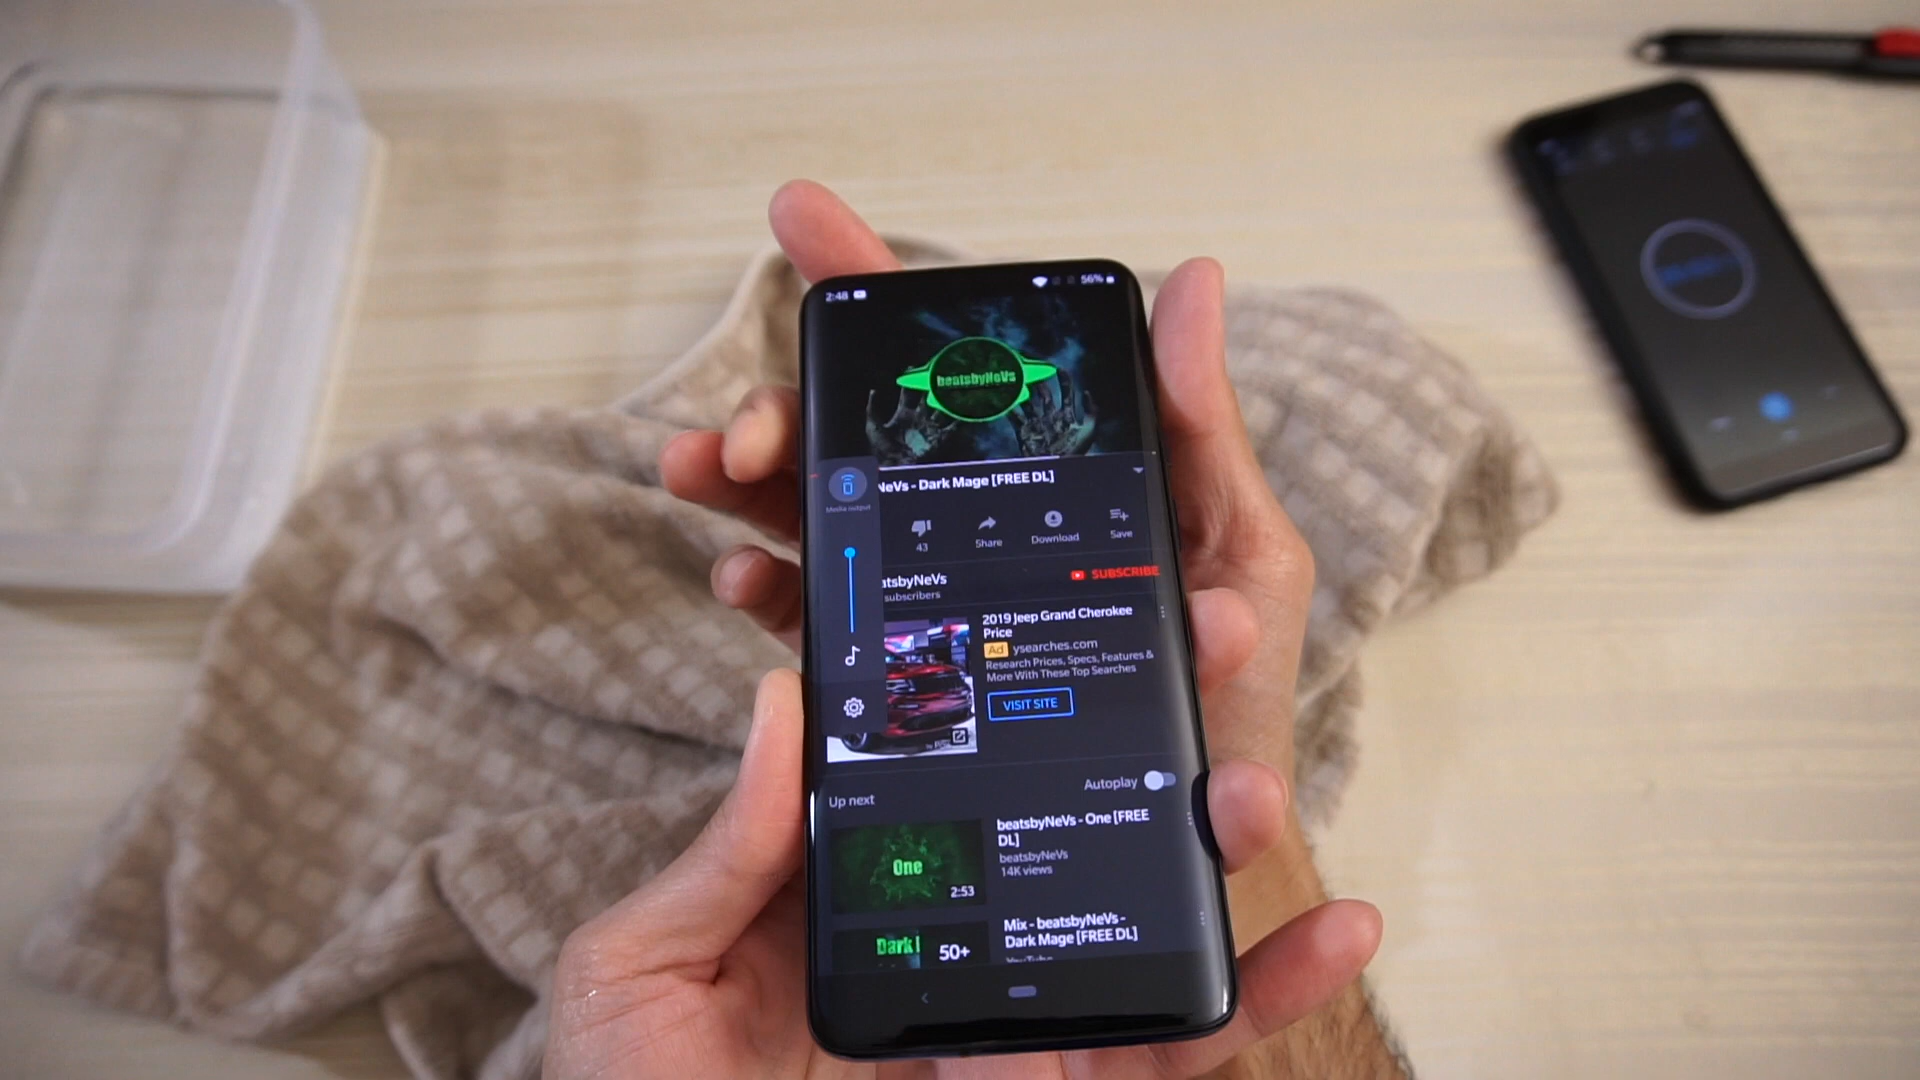 2:48
56%
beatsbyNeVs
NeVs - Dark Mage [FREE DL]
Media output
43
Share
Download
Save
atsbyNeVs
subscribers
SUBSCRIBE
2019 Jeep Grand Cherokee
Price
Ad ysearches.com
Research Prices, Specs, Features &
More With These Top Searches
VISIT SITE
Up next
Autoplay
One
2:53
beatsbyNeVs - One [FREE
DL]
beatsbyNeVs
14K views
Dark
50+
Mix - beatsbyNeVs -
Dark Mage [FREE DL]
YouTube